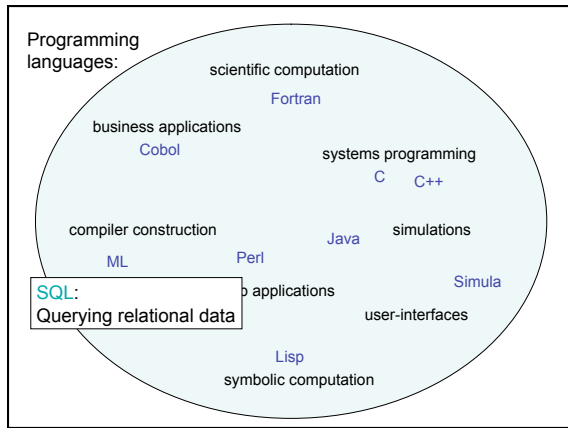 Programming
languages:
scientific computation
Fortran
business applications
Cobol
systems programming
C C++
compiler construction
simulations
Java
ML
Perl
Simula
SQL:
applications
Querying relational data
user-interfaces
Lisp
symbolic computation